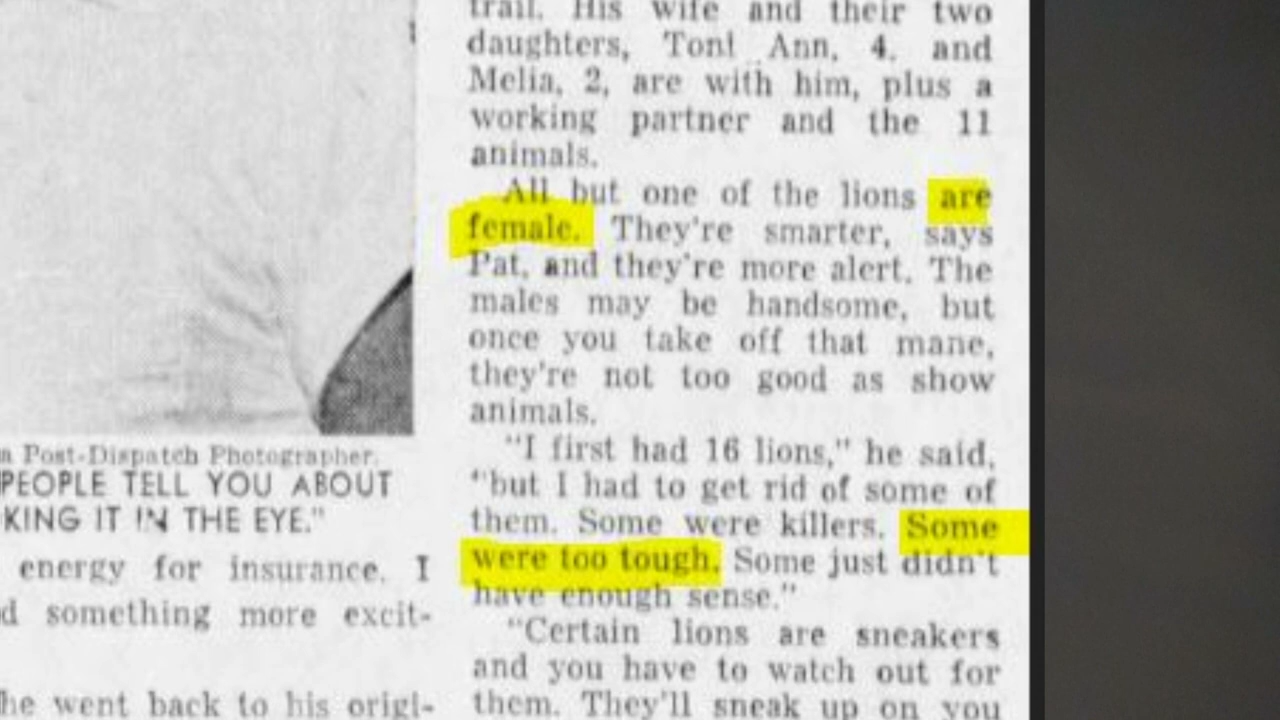 a Post-Dispatch Photographer.
PEOPLE TELL YOU ABOUT
KING IT IN THE EYE."
energy for insurance. I
d something more excit-
he went back to his origi-
trail. His wife and their two
daughters, Toni Ann, 4, and
Melia, 2, are with him, plus a
working partner and the 11
animals.
All but one of the lions are
female. They're smarter, says
Pat, and they're more alert. The
males may be handsome, but
once you take off that mane,
they're not too good as show
animals.
"I first had 16 lions," he said,
"but I had to get rid of some of
them. Some were killers. Some
were too tough. Some just didn't
have enough sense."
"Certain lions are sneakers
and you have to watch out for
them. They'll sneak up on you